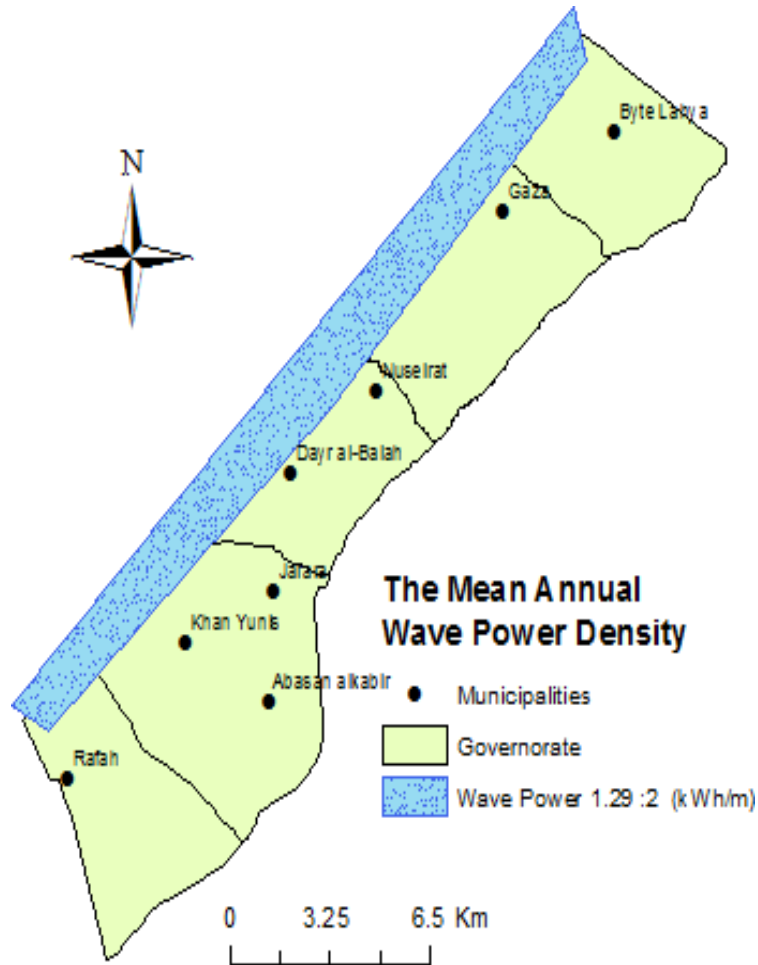 Byte Lahya
N
Gaza
Nuseirat
Dayr al-Balah
Jarara
The Mean Annual
Wave Power Density
Khan Yunis
Abasan alkabir
Municipalities
Rafah
Governorate
Wave Power 1.29 :2 (kWh/m)
0 3.25 6.5 Km